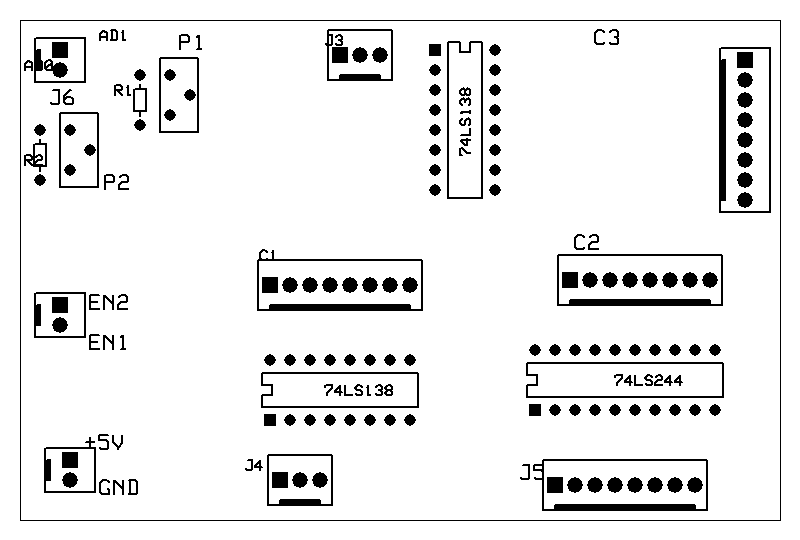 AD1
P1
J3
C3
AD0
J6
R1
74LS138
R2
P2
C1
C2
EN2
EN1
74LS138
74LS244
+5V
J4
J5
GND